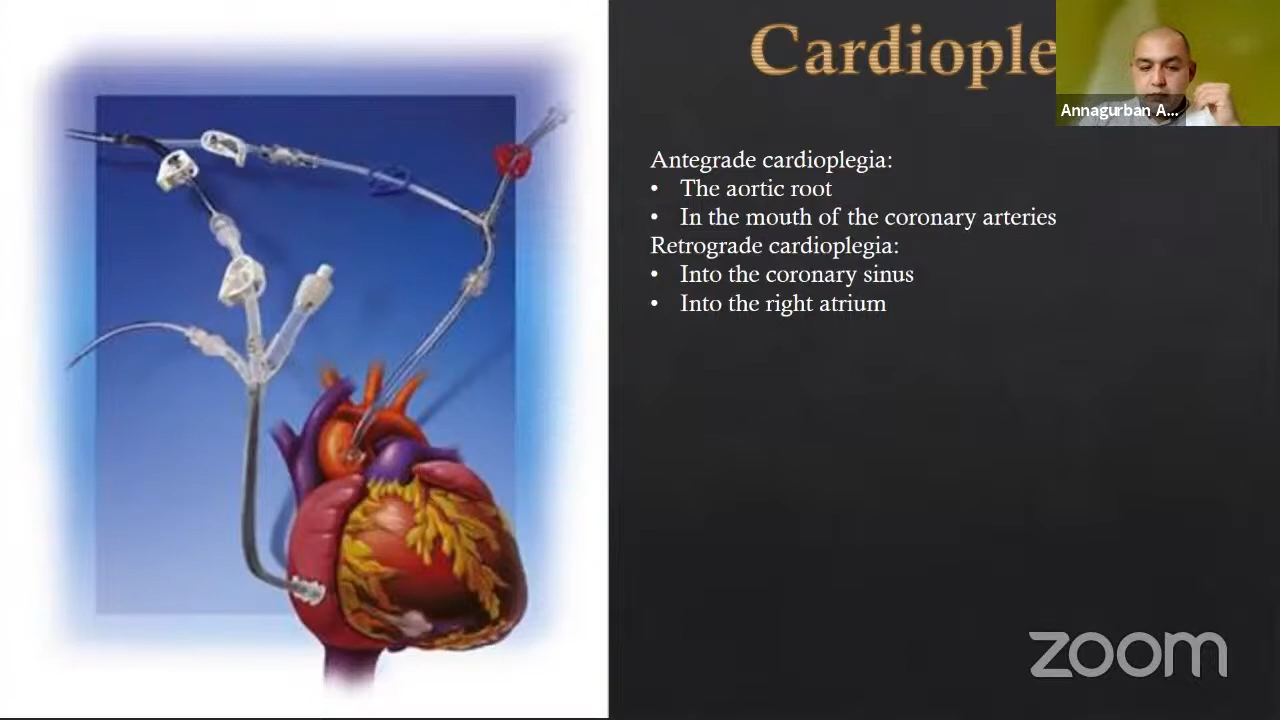 Cardiople
Annagurban A...
Antegrade cardioplegia:
• The aortic root
• In the mouth of the coronary arteries
Retrograde cardioplegia:
• Into the coronary sinus
• Into the right atrium
zoom